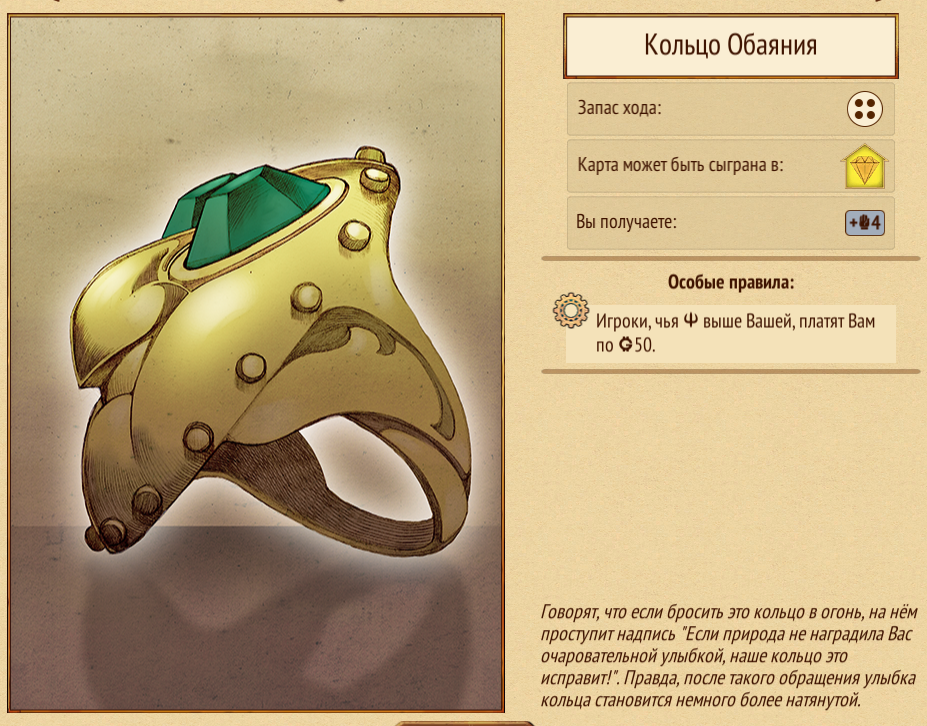 Кольцо Обаяния
Запас хода:
Карта может быть сыграна в:
Вы получаете:
+4
Особые правила:
Игроки, чья выше Вашей, платят Вам
по 50.
Говорят, что если бросить это кольцо в огонь, на нём
проступит надпись "Если природа не наградила Вас
очаровательной улыбкой, наше кольцо это
исправит!". Правда, после такого обращения улыбка
кольца становится немного более натянутой.